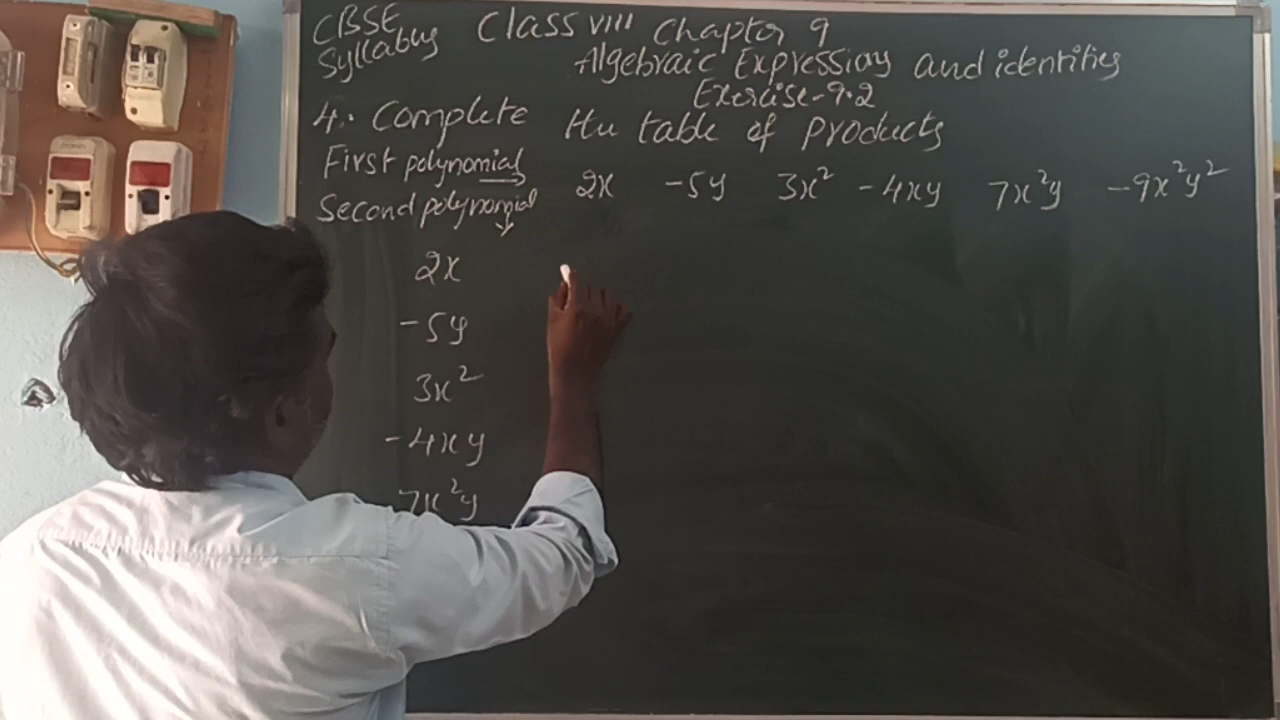 CBSE Syllabus Class VIII Chapter 9
Algebraic Expressions and identities
Exercise-9.2
4. Complete the table of products
First polynomial
Second polynomial ↓ 2x -5y 3x² -4xy 7x²y -9x²y²
2x
-5y
3x²
-4xy
7x²y